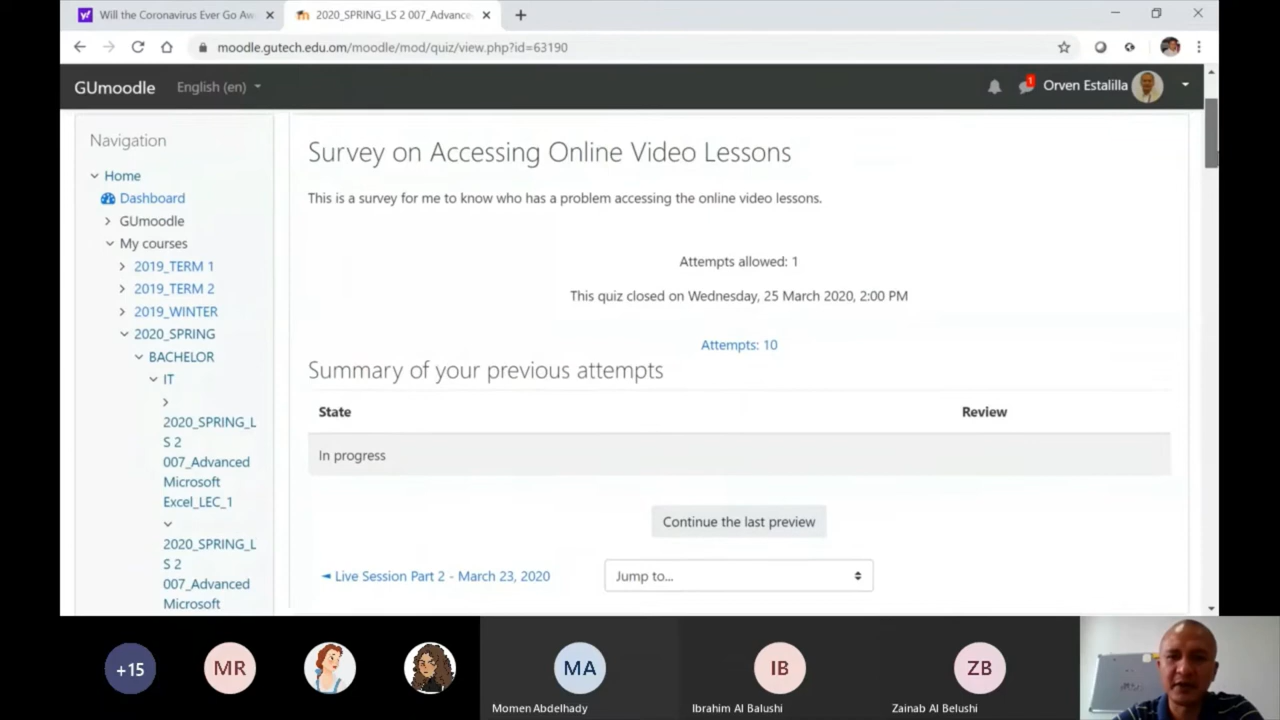 Will the Coronavirus Ever Go Aw
2020_SPRING_LS 2 007_Advance
moodle.gutech.edu.om/moodle/mod/quiz/view.php?id=63190
GUmoodle
English (en)
1
Orven Estalilla
Navigation
Home
Dashboard
GUmoodle
My courses
2019_TERM 1
2019_TERM 2
2019_WINTER
2020_SPRING
BACHELOR
IT
2020_SPRING_L
S 2
007_Advanced
Microsoft
Excel_LEC_1
2020_SPRING_L
S 2
007_Advanced
Microsoft
Survey on Accessing Online Video Lessons
This is a survey for me to know who has a problem accessing the online video lessons.
Attempts allowed: 1
This quiz closed on Wednesday, 25 March 2020, 2:00 PM
Attempts: 10
Summary of your previous attempts
State Review
In progress
Continue the last preview
◄ Live Session Part 2 - March 23, 2020
Jump to...
+15
MR
MA
IB
ZB
Momen Abdelhady
Ibrahim Al Balushi
Zainab Al Belushi